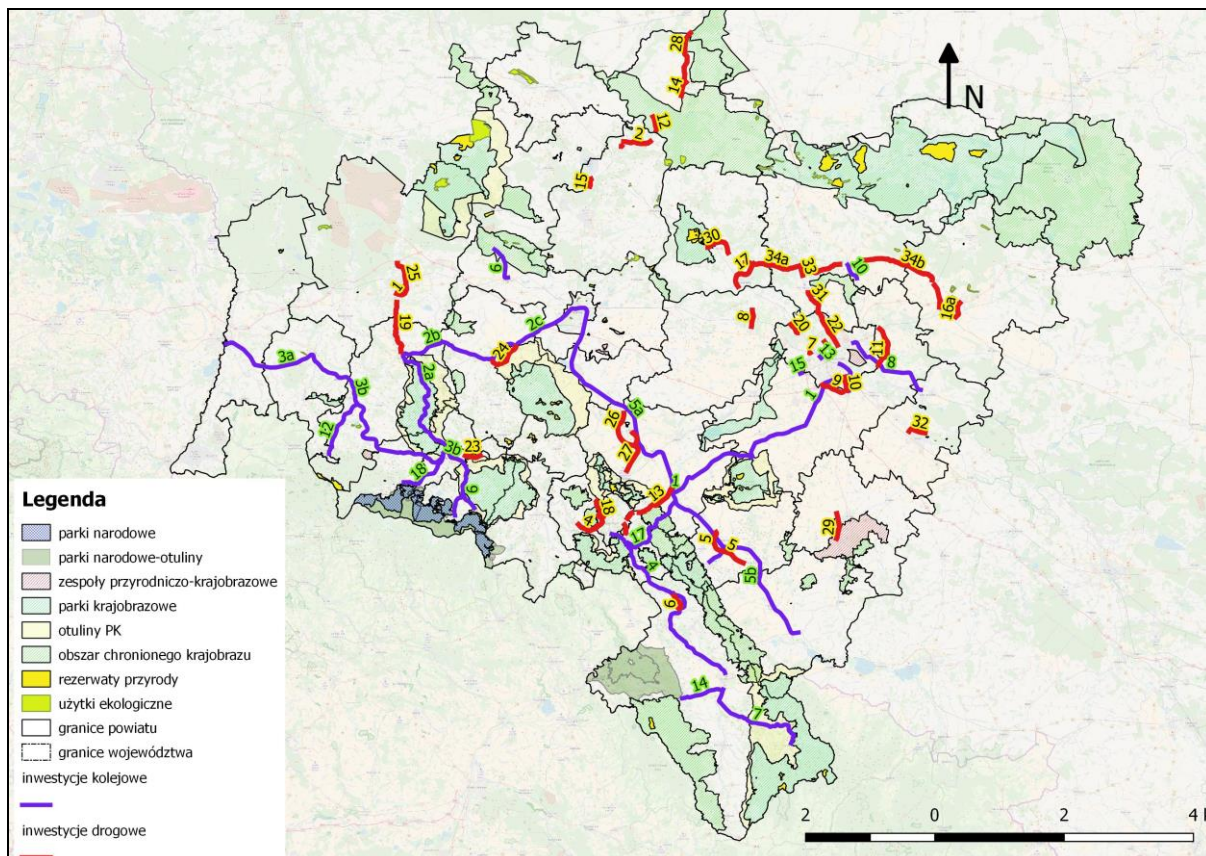 28
14
12
2
15
N
30
17
34a
33
10
34b
16a
31
22
8
20
7
13
15
11
8
9
10
1
32
29
25
1
19
6
2b
2c
24
2a
3a
3b
12
3b
23
18
9
5a
26
27
1
13
18
4
17
4
5
5
5b
6
14
7
Legenda
parki narodowe
parki narodowe-otuliny
zespoły przyrodniczo-krajobrazowe
parki krajobrazowe
otuliny PK
obszar chronionego krajobrazu
rezerwaty przyrody
użytki ekologiczne
granice powiatu
granice województwa
inwestycje kolejowe
inwestycje drogowe
2 0 2 4